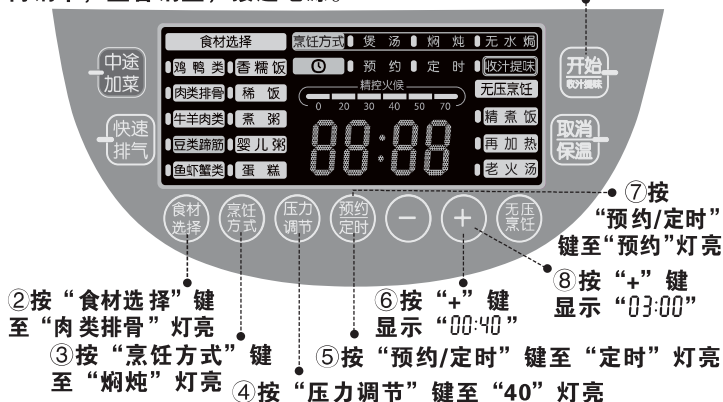 食材选择 烹饪方式 煲 汤 焖 炖 无水焗
鸡鸭类 香糯饭 预 约 定 时 收汁提味
肉类排骨 稀 饭 精控火候 无压烹饪
0 20 30 40 50 70
牛羊肉类 煮 粥 精煮饭
豆类蹄筋 婴儿粥 88:88 再加热
鱼虾蟹类 蛋 糕 老火汤
中途
加菜
快速
排气
开始
收汁提味
取消
保温
食材
选择
烹饪
方式
压力
调节
预约
定时
−
+
无压
烹饪
②按“食材选择”键
至“肉类排骨”灯亮
③按“烹饪方式”键
至“焖炖”灯亮
④按“压力调节”键至“40”灯亮
⑤按“预约/定时”键至“定时”灯亮
⑥按“+”键
显示“00:40”
⑦按
“预约/定时”
键至“预约”灯亮
⑧按“+”键
显示“03:00”